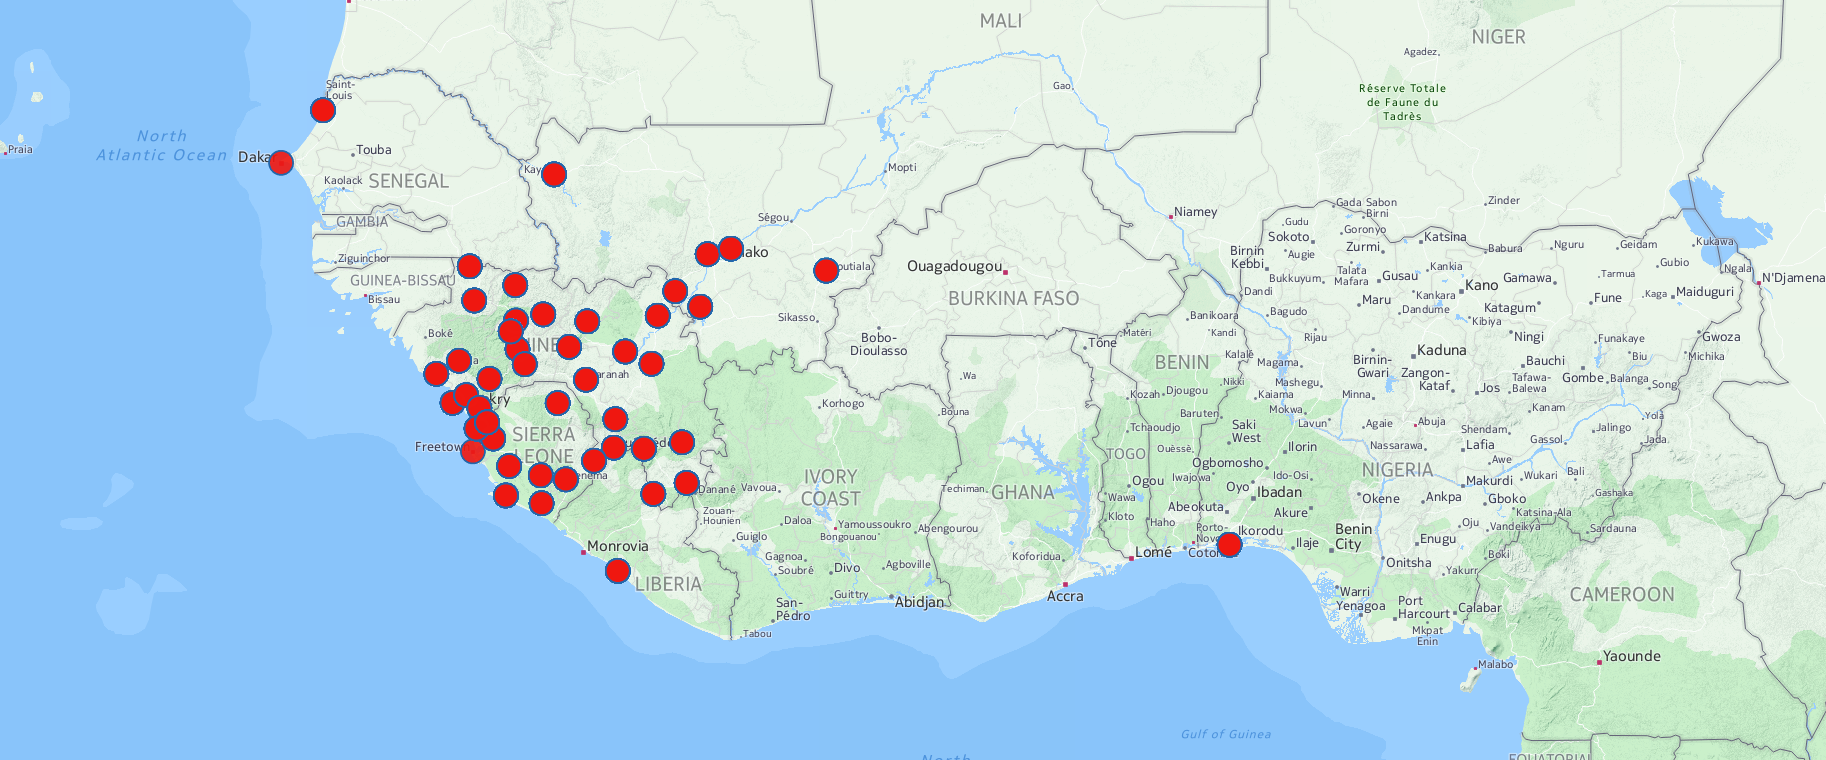 MALI
NIGER
Agadez
Saint-
Louis
Gao
Réserve Totale
de Faune du
Tadrès
North
Atlantic Ocean
Praia
Touba
Kaolack
SENEGAL
Mopti
GAMBIA
Ségou
Niamey
Zinder
Gada Sabon
Birni
Gudu
Goronyo
Sokoto
Zurmi
Katsina
Augie
Babura
Nguru
Geidam
Kukawa
Ziguinchor
GUINEA-BISSAU
Bissau
Ouagadougou
BURKINA FASO
Birnin
Kebbi
Talata
Mafara
Bukkuyum
Gusau
Kankia
Gamawa
Gubio
Tarmua
Ngala
N'Djamena
Dandi
Maru
Kankara
Kano
Katagum
Fune
Kaga
Maiduguri
Dandume
Kibiya
Sikasso
Banikoara
Bagudo
Boké
Bobo-
Dioulasso
Matéri
Kandi
Rijau
Ningi
Funakaye
Gwoza
Tône
BENIN
Kalalé
Magama
Birnin-
Gwari
Kaduna
Bauchi
Biu
Michika
Wa
Nikki
Mashegu
Zangon-
Kataf
Jos
Tafawa-
Balewa
Gombe
Balanga
Song
Korhogo
Kozah
Djougou
Kaiama
Minna
Bouna
Baruten
Mokwa
Kanam
Yola
Tchaoudjo
Saki
West
Lavun
Agaie
Abuja
Shendam
Jalingo
SIERRA
LEONE
TOGO
Ouèssè
Ilorin
Nassarawa
Lafia
Gassol
Jada
IVORY
COAST
Ogbomosho
NIGERIA
Awe
Wukari
Bali
Danané
Vavoua
Techiman
GHANA
Ogou
Iwajowa
Ido-Osi
Makurdi
Wawa
Oyo
Ibadan
Okene
Ankpa
Gboko
Gashaka
Zouan-
Hounien
Daloa
Yamoussoukro
Kloto
Haho
Abeokuta
Akure
Katsina-Ala
Bongouanou
Abengourou
Porto-
Ikorodu
Benin
City
Oju
Vandeikya
Sardauna
Guiglo
Ilaje
Enugu
Monrovia
Gagnoa
Koforidua
Lomé
Boki
LIBERIA
Soubré
Divo
Agboville
Onitsha
Yakurr
Guittry
Abidjan
Accra
Warri
Yenagoa
Port
Harcourt
Calabar
CAMEROON
San-
Pédro
Tabou
Mkpat
Enin
Malabo
Yaounde
Gulf of Guinea